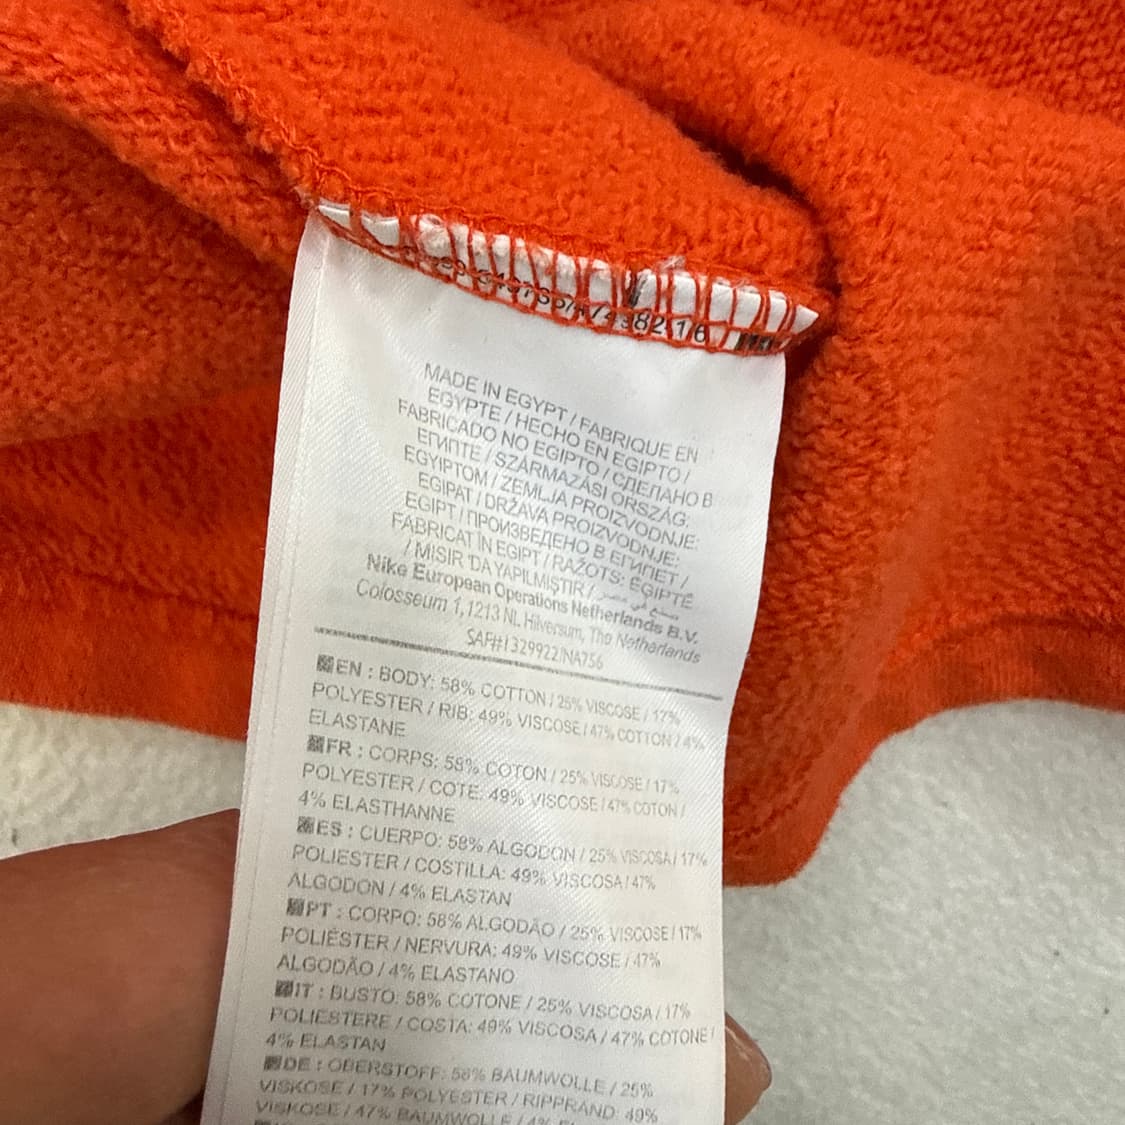 MADE IN EGYPT / FABRIQUE EN
EGYPTE / HECHO EN EGIPTO /
FABRICADO NO EGIPTO / СДЕЛАНО В
ЕГИПТЕ / SZÁRMAZÁSI ORSZÁG:
EGYIPTOM / ZEMLJA PROIZVODNJE:
EGIPAT / DRŽAVA PROIZVODNJE:
EGIPT / ПРОИЗВЕДЕНО В ЕГИПЕТ /
FABRICAT ÎN EGIPT / RAŽOTS: ĒĢIPTĒ
/ MISIR 'DA YAPILMIŞTIR /
Nike European Operations Netherlands B.V.
Colosseum 1, 1213 NL Hilversum, The Netherlands
SAF#1329922/NA756
EN : BODY: 58% COTTON / 25% VISCOSE / 17%
POLYESTER / RIB: 49% VISCOSE / 47% COTTON / 4%
ELASTANE
FR : CORPS: 58% COTON / 25% VISCOSE / 17%
POLYESTER / COTE: 49% VISCOSE / 47% COTON /
4% ELASTHANNE
ES : CUERPO: 58% ALGODON / 25% VISCOSA / 17%
POLIESTER / COSTILLA: 49% VISCOSA / 47%
ALGODON / 4% ELASTAN
PT : CORPO: 58% ALGODÃO / 25% VISCOSE / 17%
POLIÉSTER / NERVURA: 49% VISCOSE / 47%
ALGODÃO / 4% ELASTANO
IT : BUSTO: 58% COTONE / 25% VISCOSA / 17%
POLIESTERE / COSTA: 49% VISCOSA / 47% COTONE /
4% ELASTAN
DE : OBERSTOFF: 58% BAUMWOLLE / 25%
VISKOSE / 17% POLYESTER / RIPPRAND: 49%
VISKOSE / 47% BAUMWOLLE / 4%